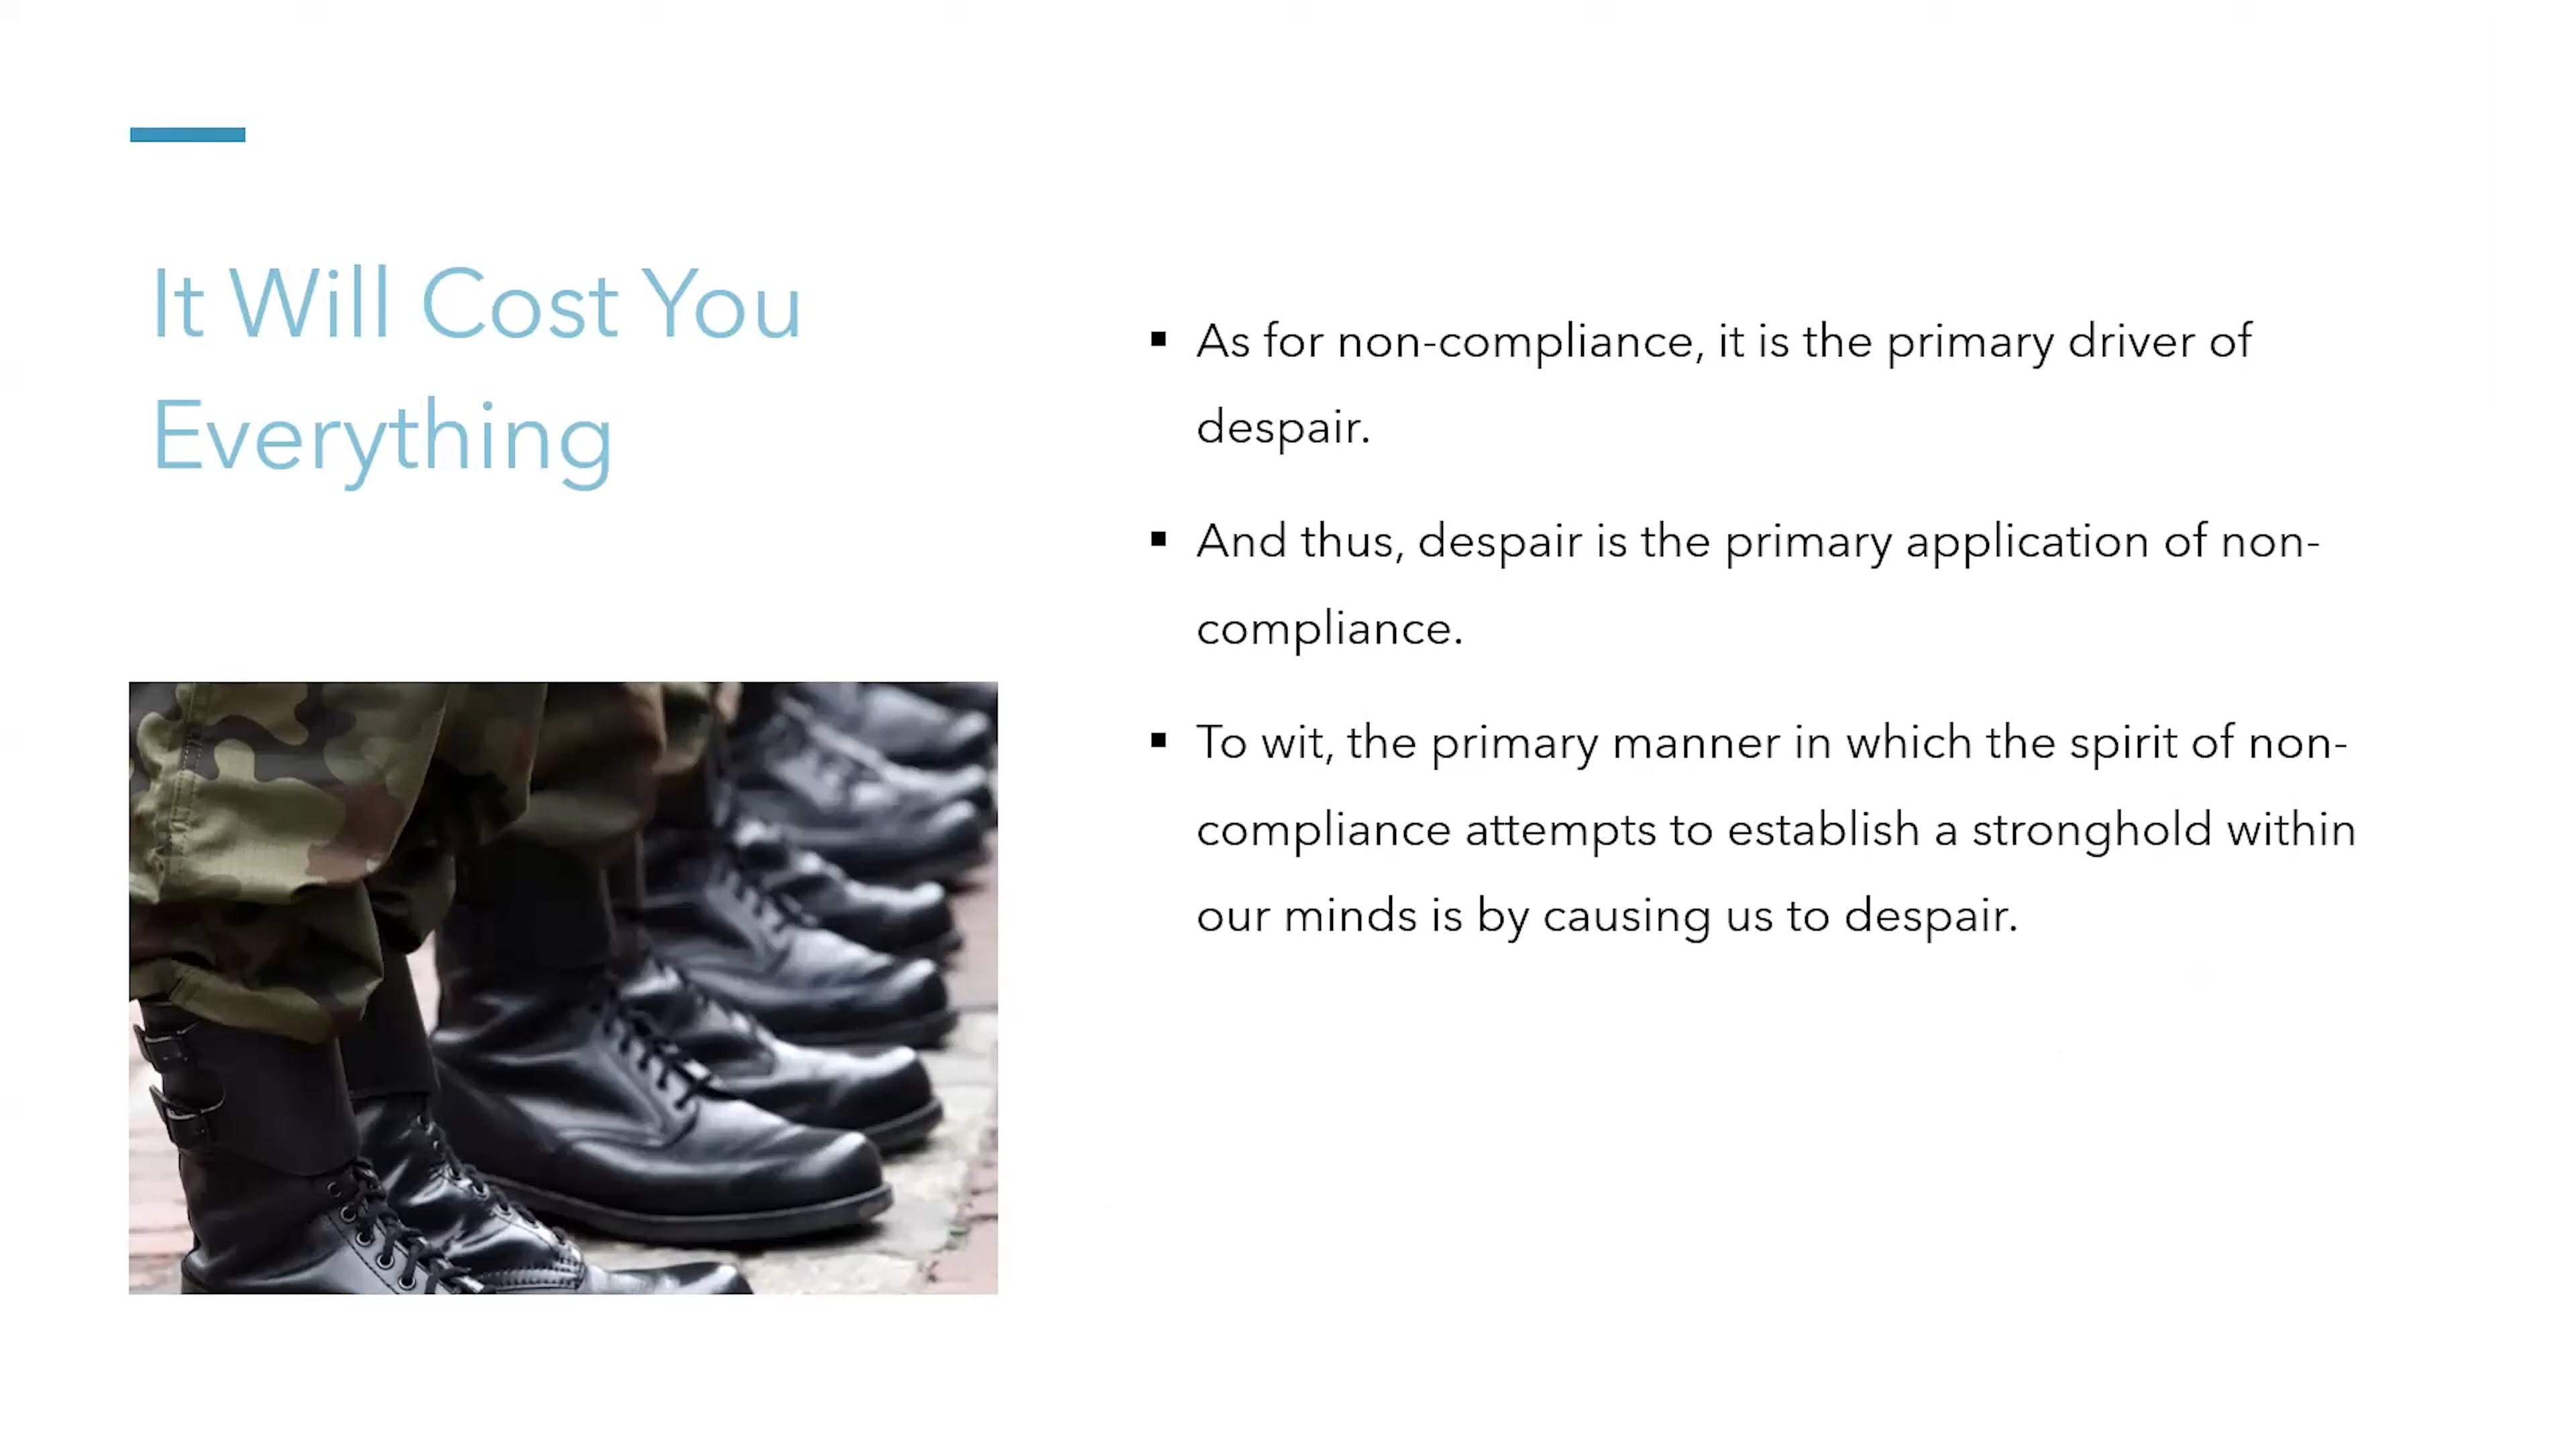 It Will Cost You
Everything
▪ As for non-compliance, it is the primary driver of
despair.
▪ And thus, despair is the primary application of non-
compliance.
▪ To wit, the primary manner in which the spirit of non-
compliance attempts to establish a stronghold within
our minds is by causing us to despair.